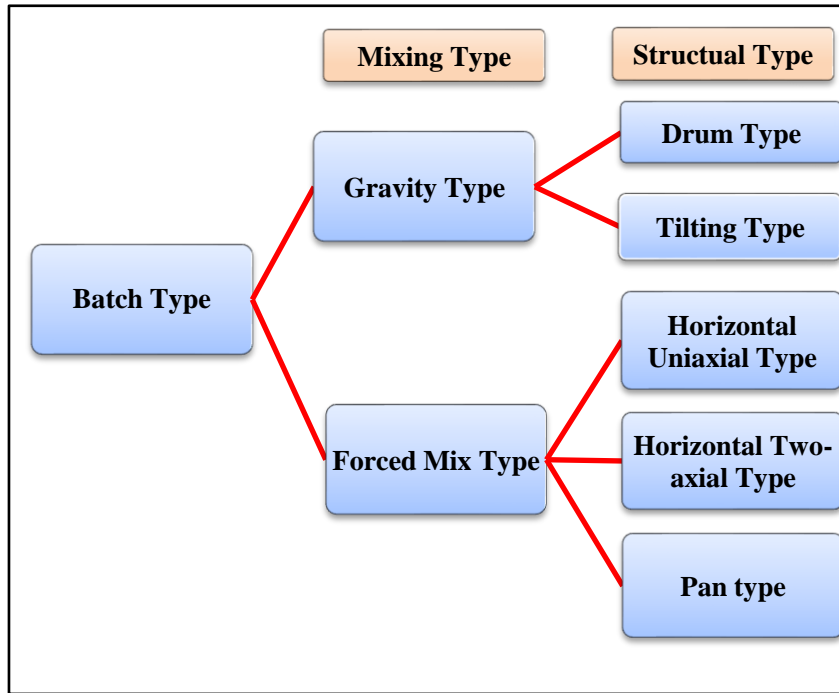 Mixing Type
Structual Type
Drum Type
Gravity Type
Tilting Type
Batch Type
Horizontal
Uniaxial Type
Forced Mix Type
Horizontal Two-
axial Type
Pan type